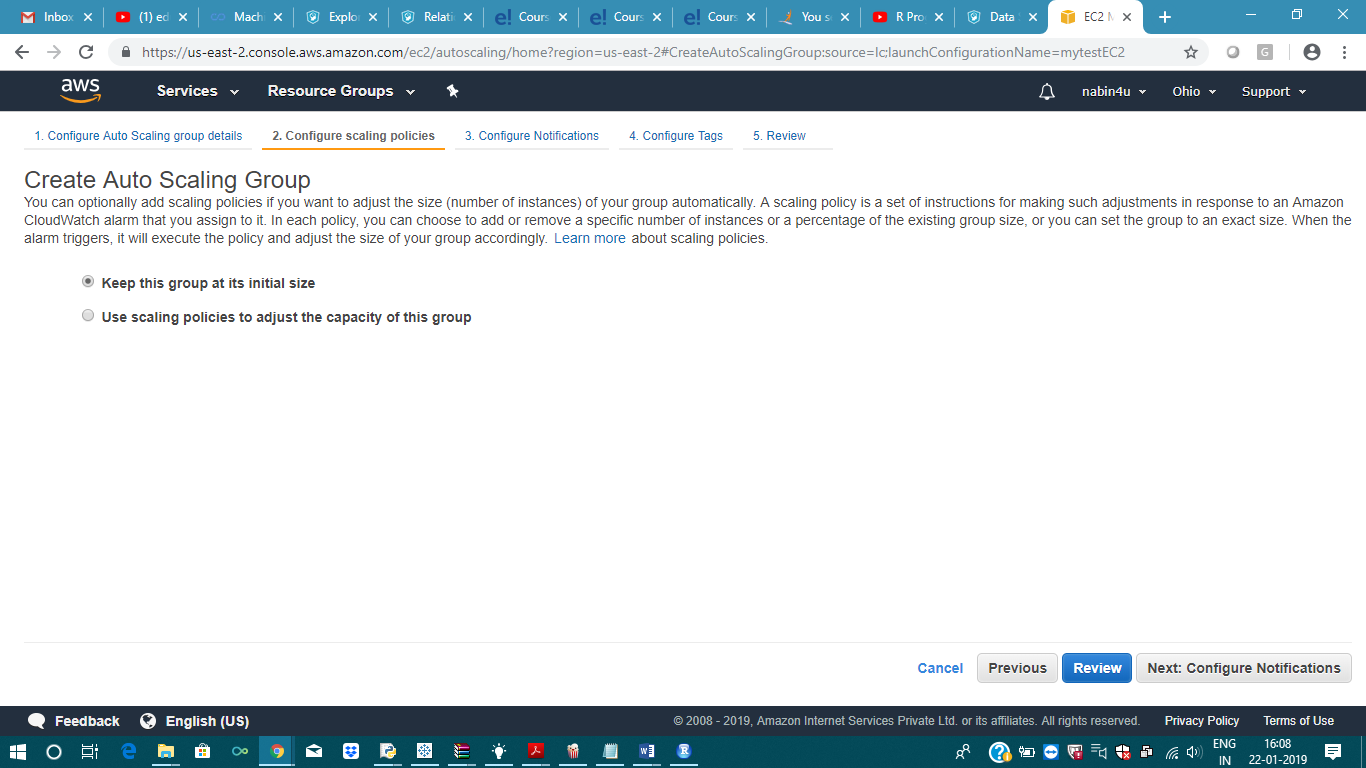 Inbox
(1) ed
Mach
Explo
Relati
e! Cours
e! Cours
e! Cours
You s
R Pro
Data
EC2 M
https://us-east-2.console.aws.amazon.com/ec2/autoscaling/home?region=us-east-2#CreateAutoScalingGroup:source=lc;launchConfigurationName=mytestEC2
G
aws
Services
Resource Groups
nabin4u
Ohio
Support
1. Configure Auto Scaling group details
2. Configure scaling policies
3. Configure Notifications
4. Configure Tags
5. Review
Create Auto Scaling Group
You can optionally add scaling policies if you want to adjust the size (number of instances) of your group automatically. A scaling policy is a set of instructions for making such adjustments in response to an Amazon
CloudWatch alarm that you assign to it. In each policy, you can choose to add or remove a specific number of instances or a percentage of the existing group size, or you can set the group to an exact size. When the
alarm triggers, it will execute the policy and adjust the size of your group accordingly. Learn more about scaling policies.
Keep this group at its initial size
Use scaling policies to adjust the capacity of this group
Cancel
Previous
Review
Next: Configure Notifications
Feedback
English (US)
© 2008 - 2019, Amazon Internet Services Private Ltd. or its affiliates. All rights reserved.
Privacy Policy
Terms of Use
ENG
IN
16:08
22-01-2019